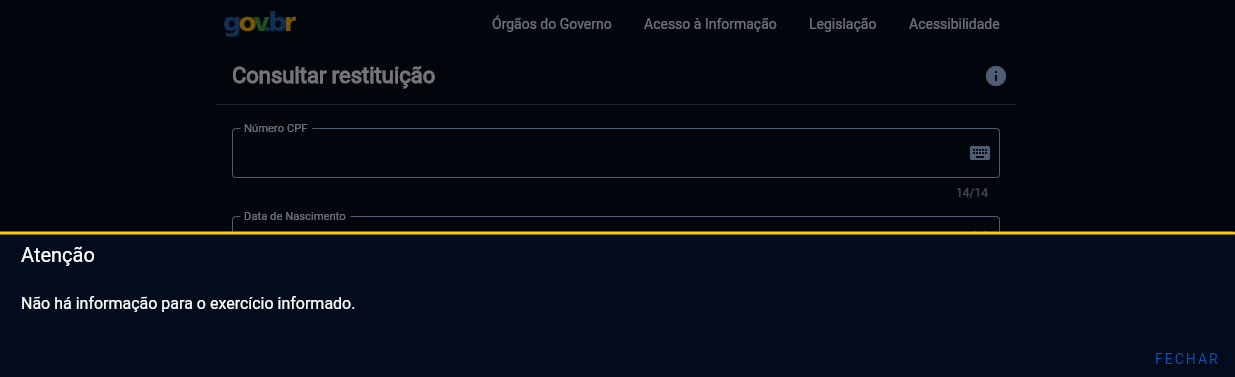 gov.br Órgãos do Governo Acesso à Informação Legislação Acessibilidade
Consultar restituição
Número CPF
14/14
Data de Nascimento
Atenção
Não há informação para o exercício informado.
FECHAR